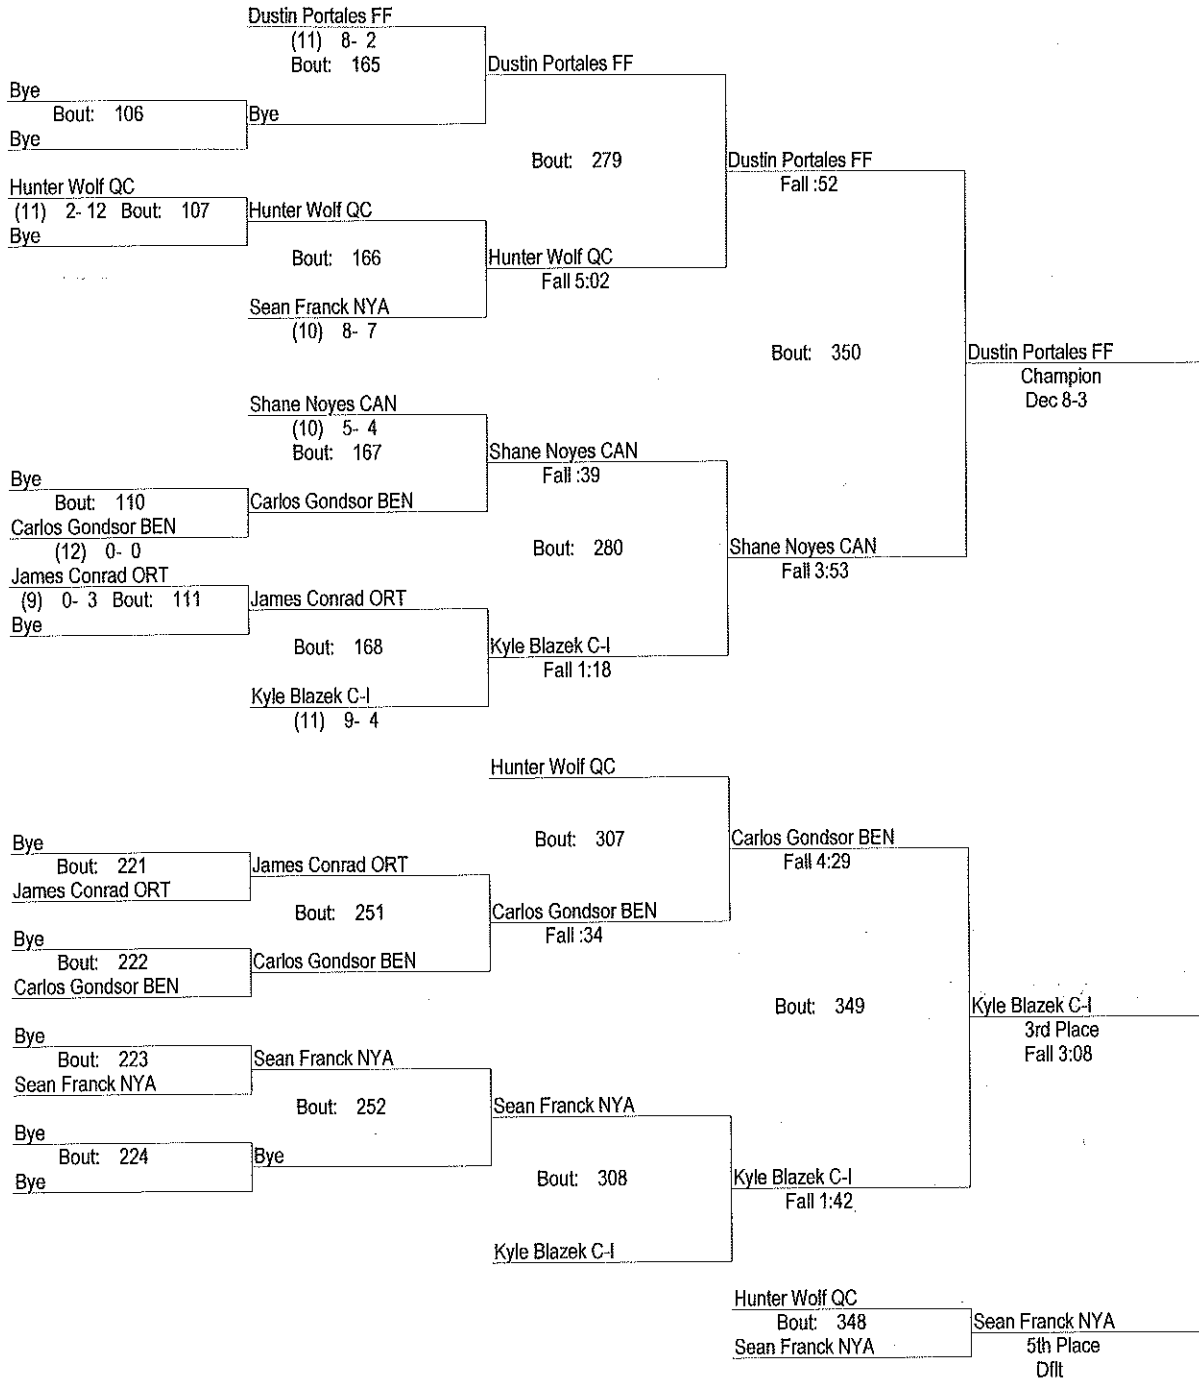 Dustin Portales FF
(11) 8- 2
Bout: 165
Dustin Portales FF
Bye
Bout: 106
Bye
Bye
Bout: 279
Dustin Portales FF
Fall :52
Hunter Wolf QC
(11) 2- 12 Bout: 107
Hunter Wolf QC
Bye
Bout: 166
Hunter Wolf QC
Fall 5:02
Sean Franck NYA
(10) 8- 7
Bout: 350
Dustin Portales FF
Champion
Dec 8-3
Shane Noyes CAN
(10) 5- 4
Bout: 167
Shane Noyes CAN
Fall :39
Bye
Bout: 110
Carlos Gondsor BEN
Carlos Gondsor BEN
(12) 0- 0
Bout: 280
Shane Noyes CAN
Fall 3:53
James Conrad ORT
(9) 0- 3 Bout: 111
James Conrad ORT
Bye
Bout: 168
Kyle Blazek C-I
Fall 1:18
Kyle Blazek C-I
(11) 9- 4
Hunter Wolf QC
Bout: 307
Carlos Gondsor BEN
Fall 4:29
Bye
Bout: 221
James Conrad ORT
James Conrad ORT
Bout: 251
Carlos Gondsor BEN
Fall :34
Bye
Bout: 222
Carlos Gondsor BEN
Carlos Gondsor BEN
Bout: 349
Kyle Blazek C-I
3rd Place
Fall 3:08
Bye
Bout: 223
Sean Franck NYA
Sean Franck NYA
Bout: 252
Sean Franck NYA
Bye
Bout: 224
Bye
Bye
Bout: 308
Kyle Blazek C-I
Fall 1:42
Kyle Blazek C-I
Hunter Wolf QC
Bout: 348
Sean Franck NYA
Sean Franck NYA
5th Place
Dflt